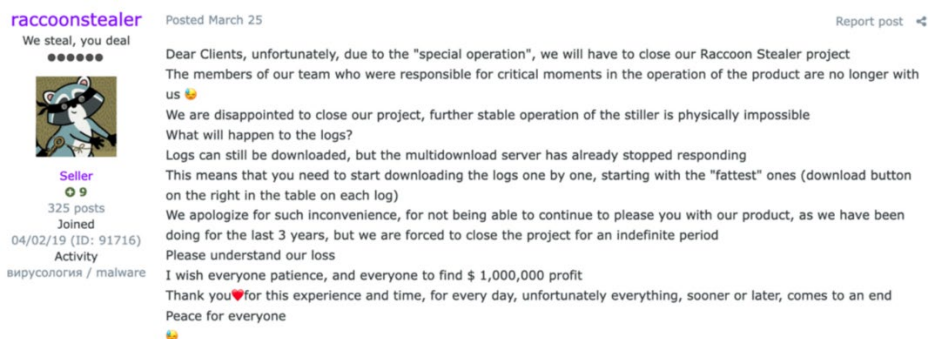 raccoonstealer
We steal, you deal
Seller
9
325 posts
Joined
04/02/19 (ID: 91716)
Activity
вирусология / malware
Posted March 25
Report post
Dear Clients, unfortunately, due to the "special operation", we will have to close our Raccoon Stealer project
The members of our team who were responsible for critical moments in the operation of the product are no longer with
us 😥
We are disappointed to close our project, further stable operation of the stiller is physically impossible
What will happen to the logs?
Logs can still be downloaded, but the multidownload server has already stopped responding
This means that you need to start downloading the logs one by one, starting with the "fattest" ones (download button
on the right in the table on each log)
We apologize for such inconvenience, for not being able to continue to please you with our product, as we have been
doing for the last 3 years, but we are forced to close the project for an indefinite period
Please understand our loss
I wish everyone patience, and everyone to find $ 1,000,000 profit
Thank you❤for this experience and time, for every day, unfortunately everything, sooner or later, comes to an end
Peace for everyone
😥